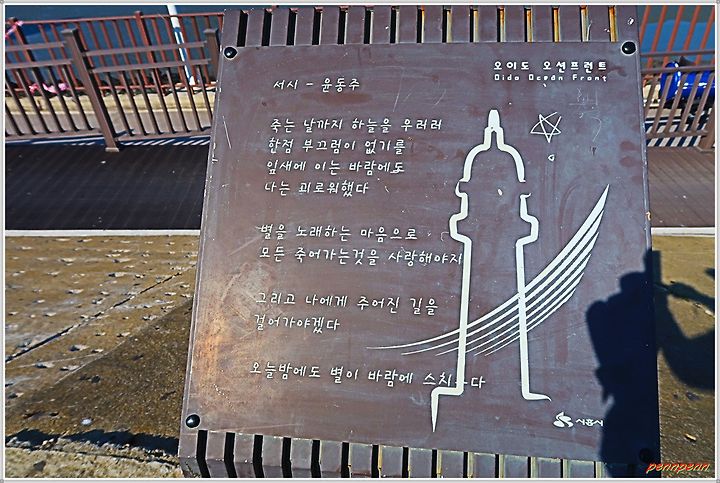 오이도 오션프런트
Oido Ocean Front
서시 - 윤동주
죽는 날까지 하늘을 우러러
한점 부끄럼이 없기를
잎새에 이는 바람에도
나는 괴로워했다
별을 노래하는 마음으로
모든 죽어가는것을 사랑해야지
그리고 나에게 주어진 길을
걸어가야겠다
오늘밤에도 별이 바람에 스치운다
시흥시
pennpenn